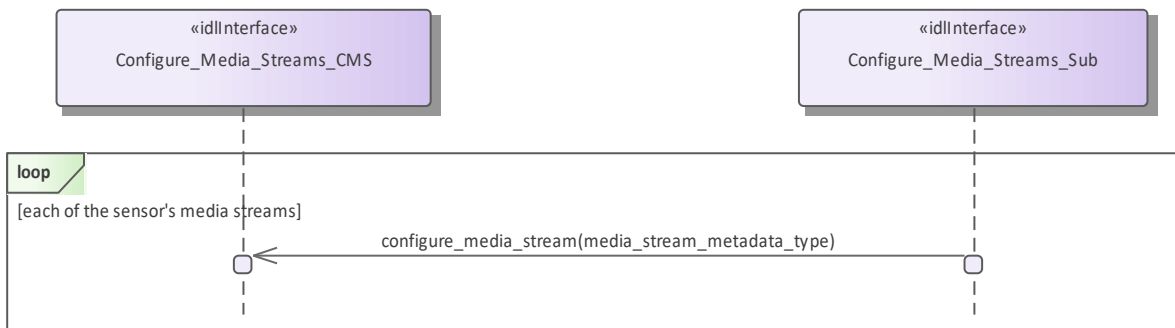 «idlInterface»
Configure_Media_Streams_CMS
«idlInterface»
Configure_Media_Streams_Sub
loop
[each of the sensor's media streams]
configure_media_stream(media_stream_metadata_type)